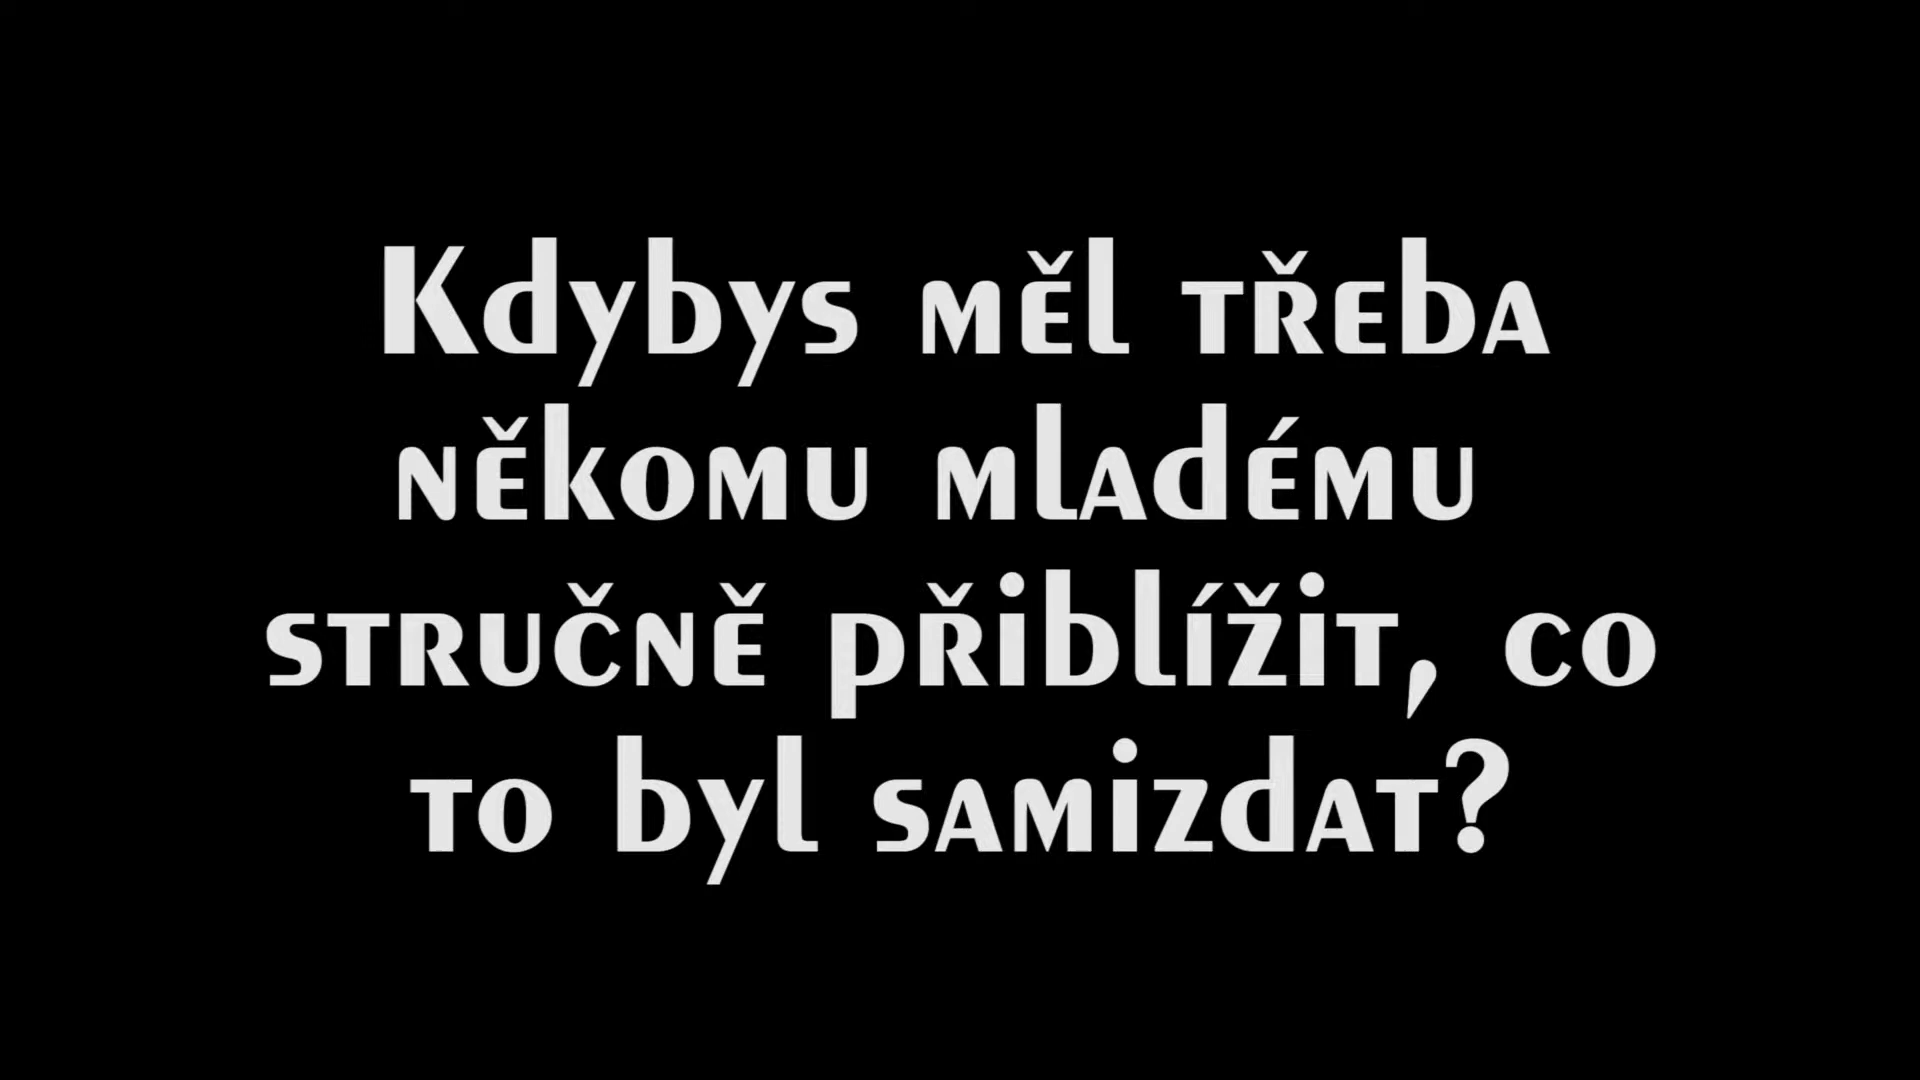 Kdybys měl třeba
někomu mladému
stručně přiblížit, co
to byl samizdat?